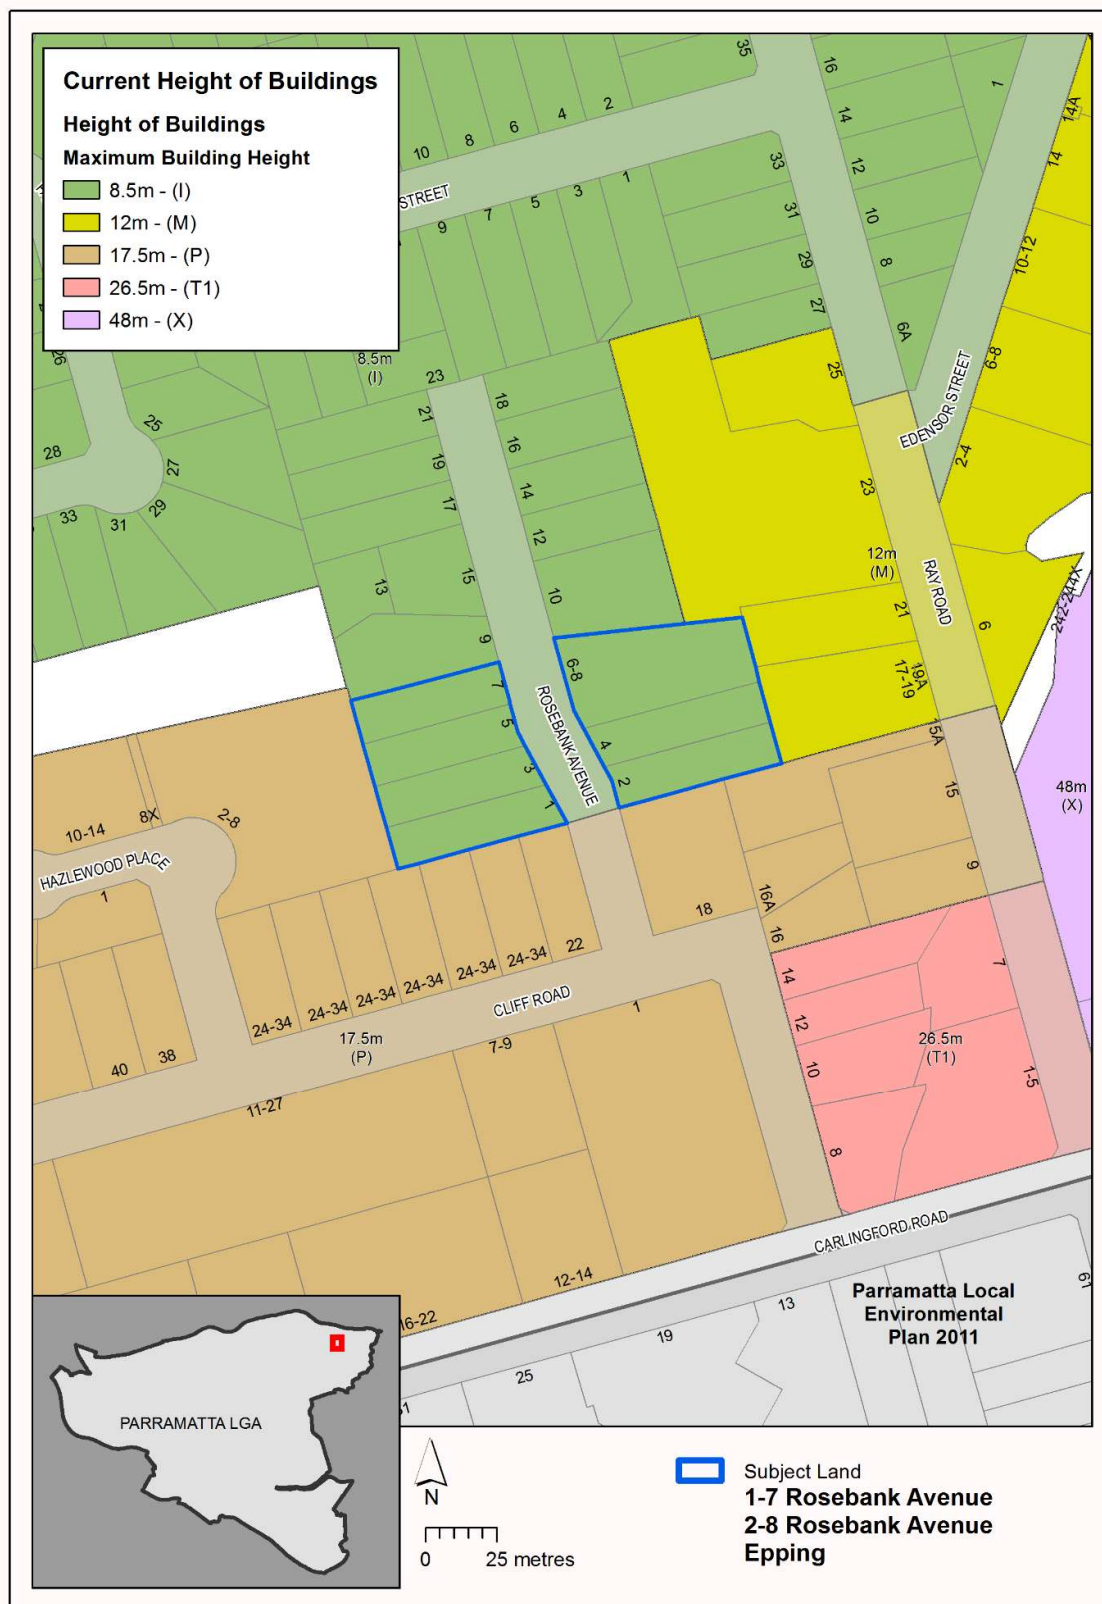 Current Height of Buildings
Height of Buildings
Maximum Building Height
8.5m - (I)
12m - (M)
17.5m - (P)
26.5m - (T1)
48m - (X)
35
16
1
14A
14
2
4
6
8
10
14
12
33
STREET
1
3
5
7
9
31
10
10-12
29
8
27
6A
6-8
26
8.5m
(I)
23
25
EDENSOR STREET
21
18
25
28
27
19
16
2-4
23
29
33
31
17
14
12
12m
(M)
RAY ROAD
242-244X
13
15
10
21
6
9
6-8
19A
17-19
7
5
ROSEBANK AVENUE
4
15A
3
2
1
15
48m
(X)
10-14
8X
2-8
HAZLEWOOD PLACE
1
9
16A
18
16
22
24-34
24-34
24-34
24-34
24-34
24-34
CLIFF ROAD
1
14
7
12
17.5m
(P)
26.5m
(T1)
7-9
40
38
10
1-5
11-27
8
CARLINGFORD ROAD
12-14
16-22
13
19
25
61
Parramatta Local
Environmental
Plan 2011
PARRAMATTA LGA
N
0
25 metres
Subject Land
1-7 Rosebank Avenue
2-8 Rosebank Avenue
Epping